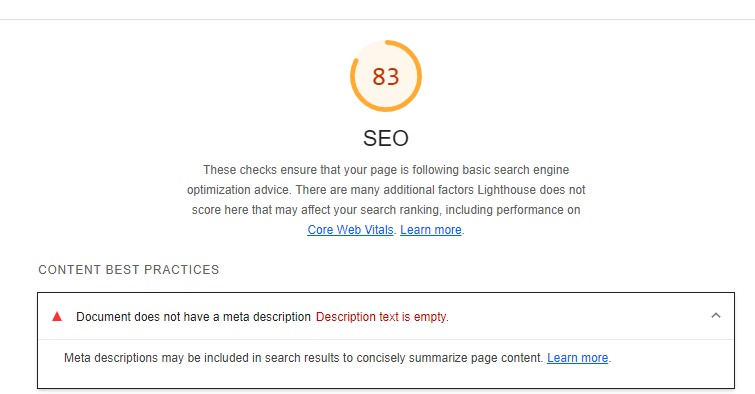 83
SEO
These checks ensure that your page is following basic search engine
optimization advice. There are many additional factors Lighthouse does not
score here that may affect your search ranking, including performance on
Core Web Vitals. Learn more.
CONTENT BEST PRACTICES
Document does not have a meta description Description text is empty.
Meta descriptions may be included in search results to concisely summarize page content. Learn more.